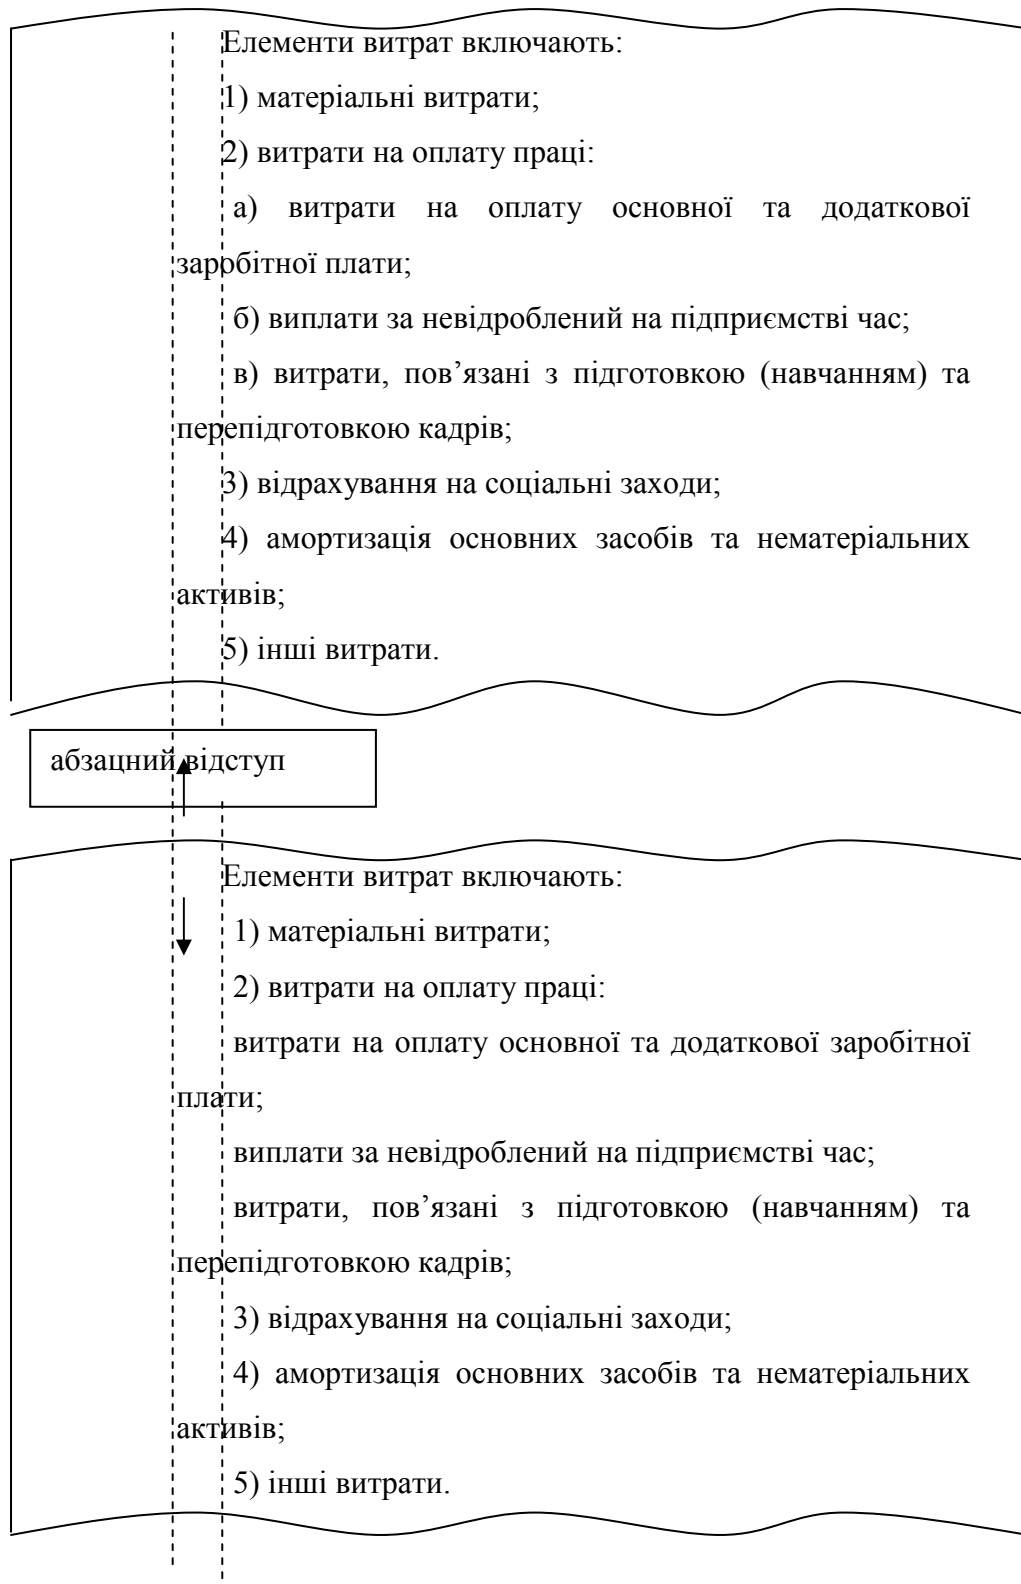 Елементи витрат включають:
1) матеріальні витрати;
2) витрати на оплату праці:
а) витрати на оплату основної та додаткової
заробітної плати;
б) виплати за невідроблений на підприємстві час;
в) витрати, пов’язані з підготовкою (навчанням) та
перепідготовкою кадрів;
3) відрахування на соціальні заходи;
4) амортизація основних засобів та нематеріальних
активів;
5) інші витрати.
абзацний відступ
Елементи витрат включають:
1) матеріальні витрати;
2) витрати на оплату праці:
витрати на оплату основної та додаткової заробітної
плати;
виплати за невідроблений на підприємстві час;
витрати, пов’язані з підготовкою (навчанням) та
перепідготовкою кадрів;
3) відрахування на соціальні заходи;
4) амортизація основних засобів та нематеріальних
активів;
5) інші витрати.